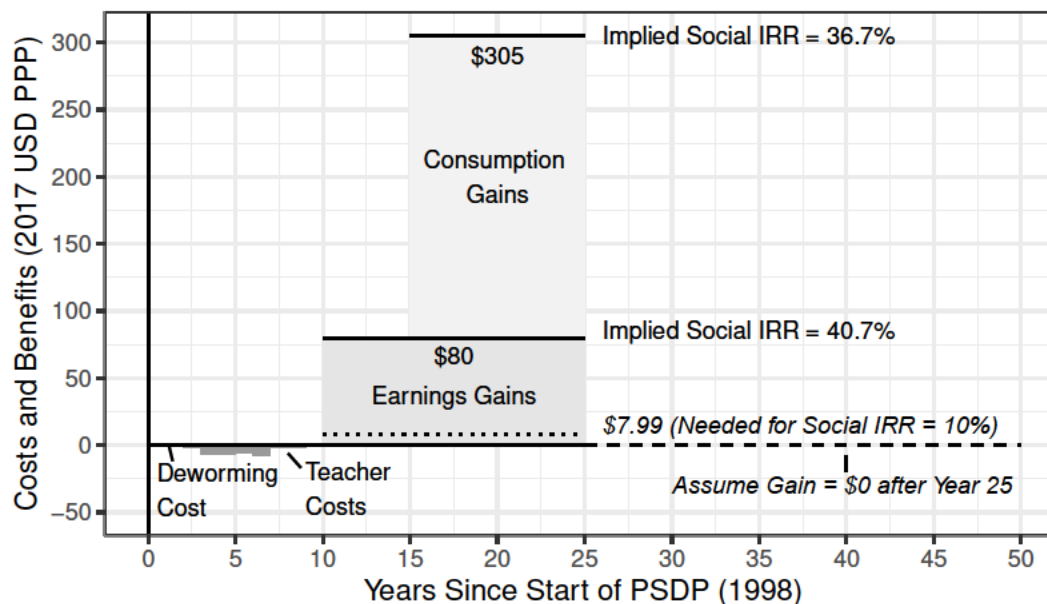 Costs and Benefits (2017 USD PPP)
300
250
200
150
100
50
0
−50
$305
Implied Social IRR = 36.7%
Consumption
Gains
Implied Social IRR = 40.7%
$80
Earnings Gains
$7.99 (Needed for Social IRR = 10%)
Deworming
Cost
Teacher
Costs
Assume Gain = $0 after Year 25
0 5 10 15 20 25 30 35 40 45 50
Years Since Start of PSDP (1998)